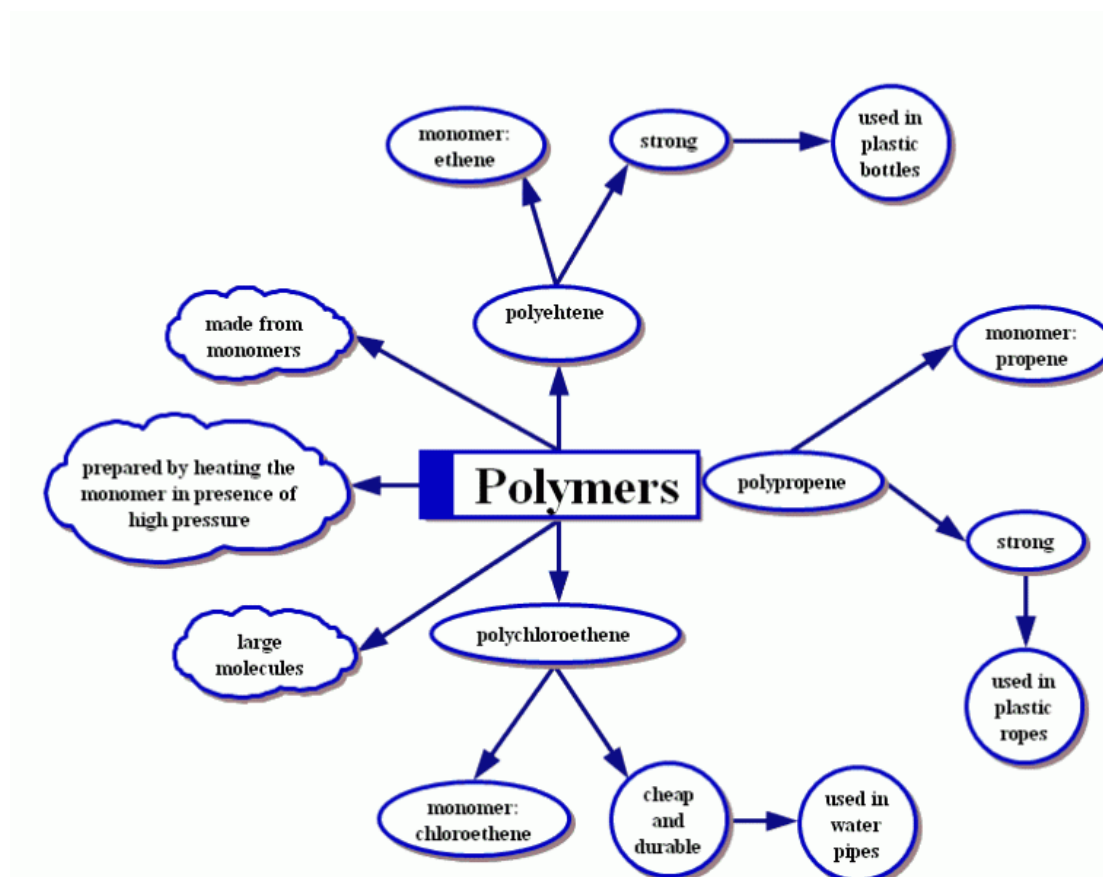 monomer:
ethene
strong
used in
plastic
bottles
polyehtene
made from
monomers
monomer:
propene
prepared by heating the
monomer in presence of
high pressure
Polymers
polypropene
strong
large
molecules
polychloroethene
used in
plastic
ropes
monomer:
chloroethene
cheap
and
durable
used in
water
pipes